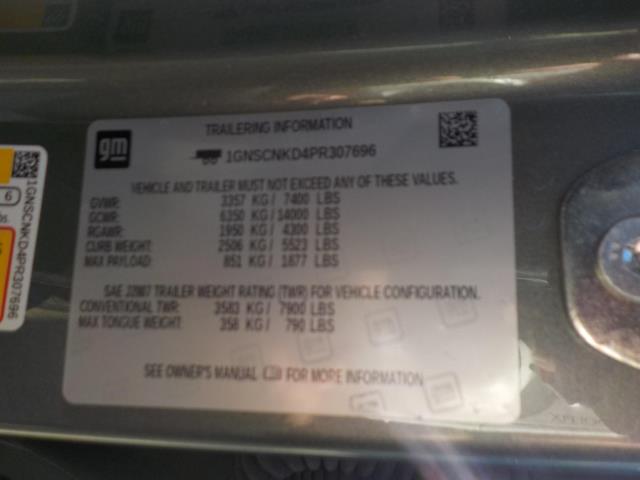 gm
TRAILERING INFORMATION
1GNSCNKD4PR307696
VEHICLE AND TRAILER MUST NOT EXCEED ANY OF THESE VALUES.
GVWR: 3357 KG / 7400 LBS
GCWR: 6350 KG / 14000 LBS
RGAWR: 1950 KG / 4300 LBS
CURB WEIGHT: 2506 KG / 5523 LBS
MAX PAYLOAD: 851 KG / 1877 LBS
SAE J2807 TRAILER WEIGHT RATING (TWR) FOR VEHICLE CONFIGURATION.
CONVENTIONAL TWR: 3583 KG / 7900 LBS
MAX TONGUE WEIGHT: 358 KG / 790 LBS
SEE OWNER'S MANUAL FOR MORE INFORMATION
1GNSCNKD4PR307696
6